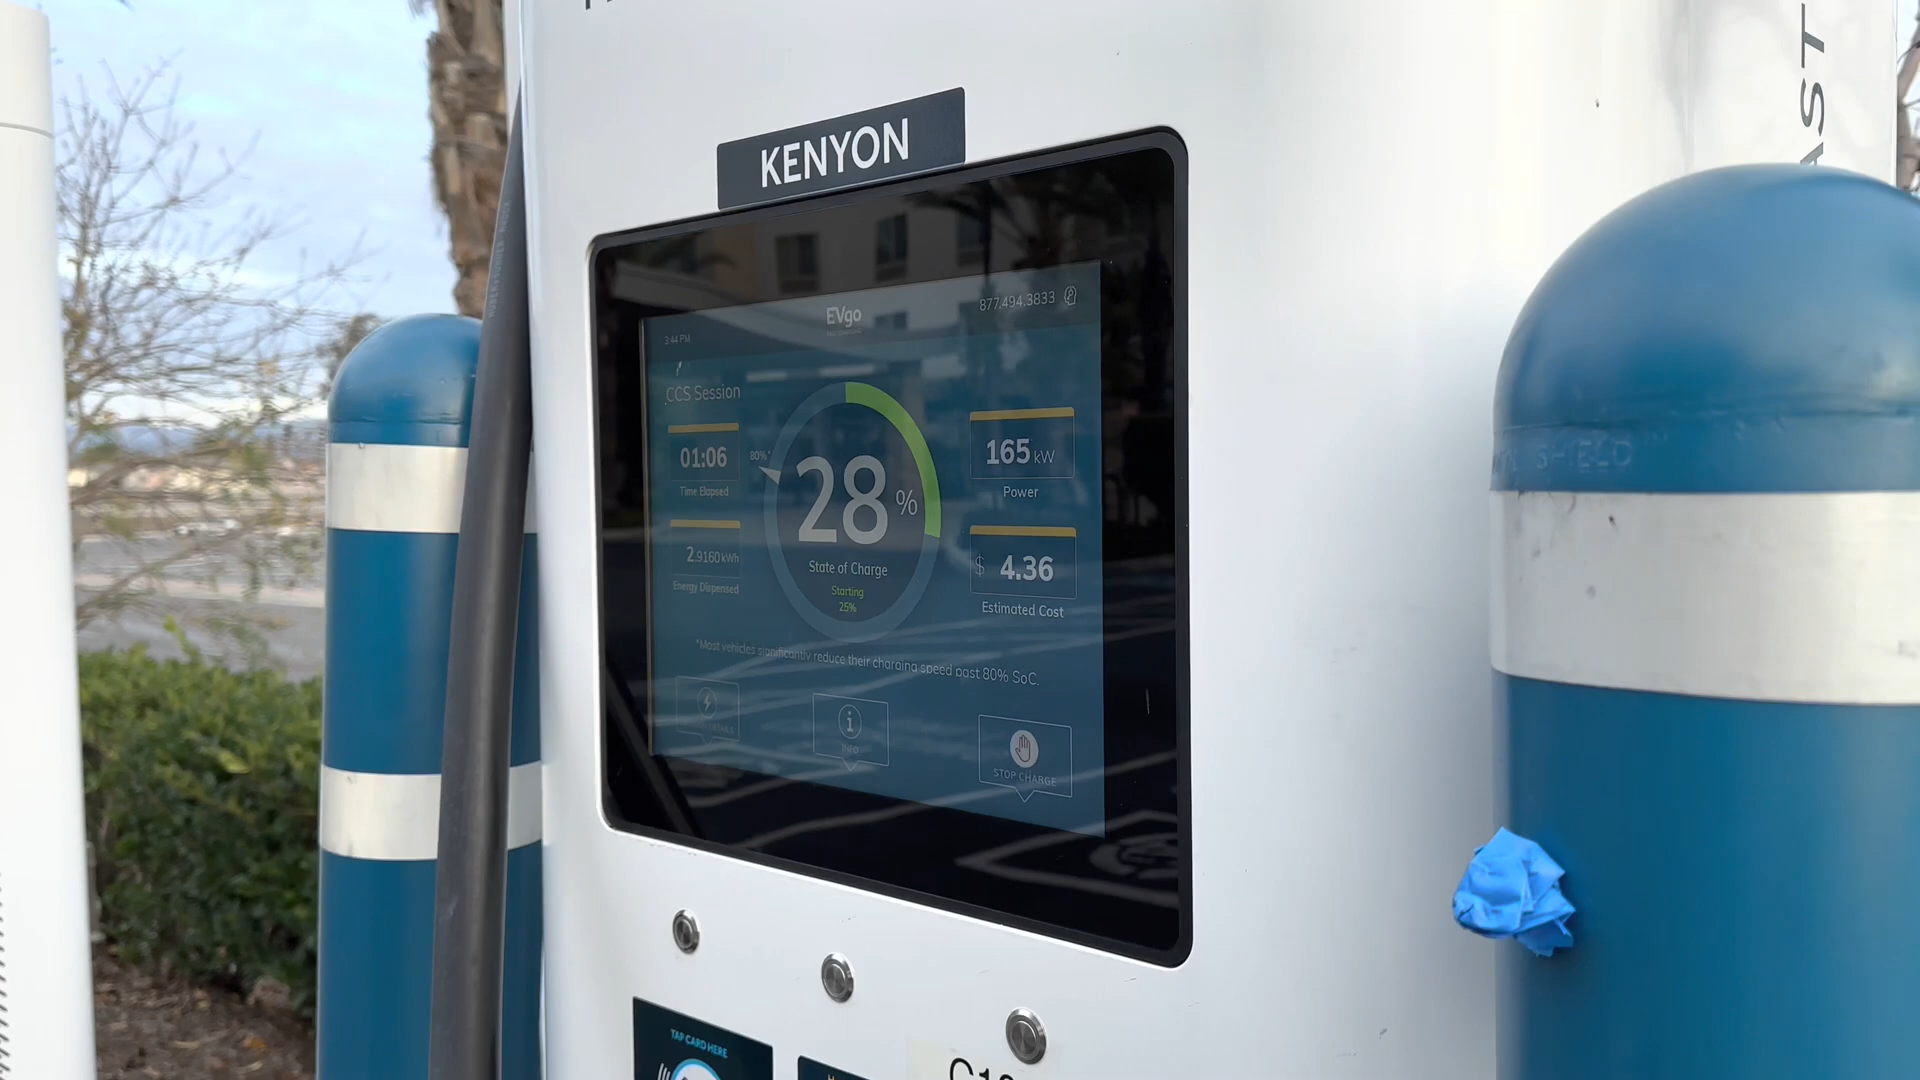 KENYON
AST
EVgo
877.494.3833
3:44 PM
CCS Session
01:06
Time Elapsed
80%*
28%
State of Charge
Starting
25%
165 kW
Power
2.9160 kWh
Energy Dispensed
$ 4.36
Estimated Cost
*Most vehicles significantly reduce their charging speed past 80% SoC.
INFO
STOP CHARGE
SHIELD
TAP CARD HERE